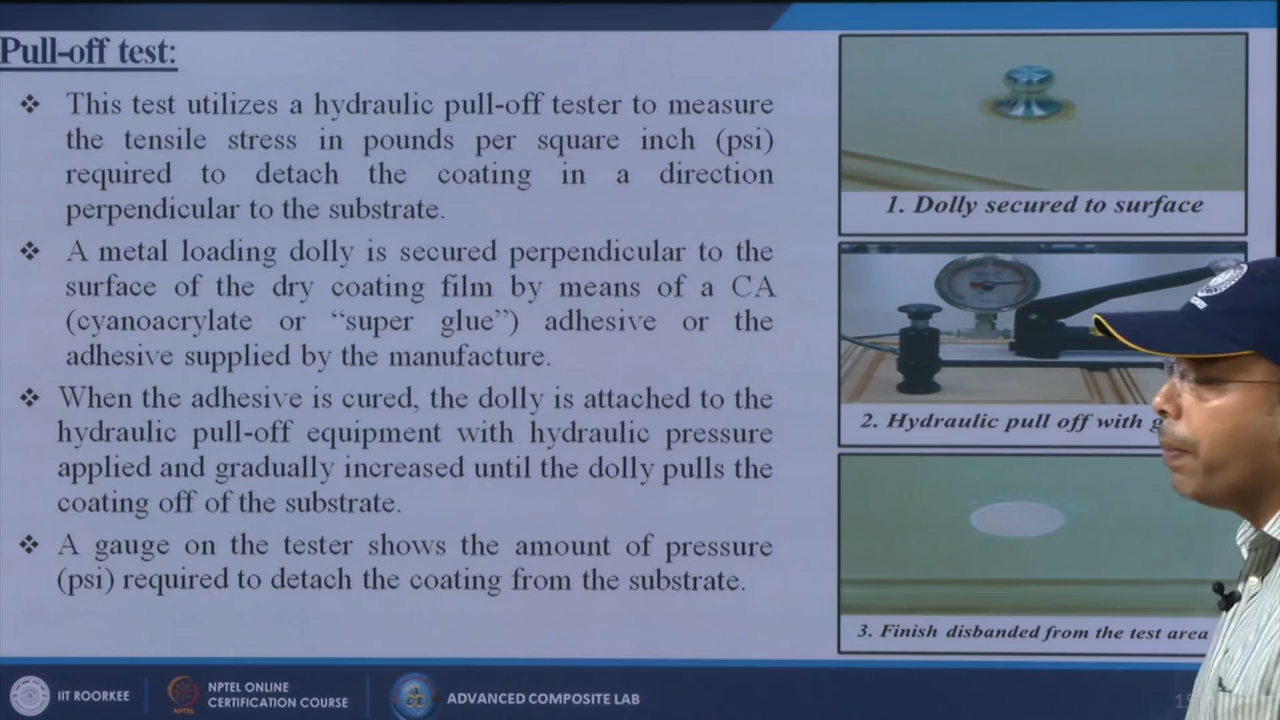 Pull-off test:
❖ This test utilizes a hydraulic pull-off tester to measure
the tensile stress in pounds per square inch (psi)
required to detach the coating in a direction
perpendicular to the substrate.
❖ A metal loading dolly is secured perpendicular to the
surface of the dry coating film by means of a CA
(cyanoacrylate or “super glue”) adhesive or the
adhesive supplied by the manufacture.
❖ When the adhesive is cured, the dolly is attached to the
hydraulic pull-off equipment with hydraulic pressure
applied and gradually increased until the dolly pulls the
coating off of the substrate.
❖ A gauge on the tester shows the amount of pressure
(psi) required to detach the coating from the substrate.
1. Dolly secured to surface
2. Hydraulic pull off with
3. Finish disbanded from the test area
IIT ROORKEE
NPTEL ONLINE
CERTIFICATION COURSE
ADVANCED COMPOSITE LAB